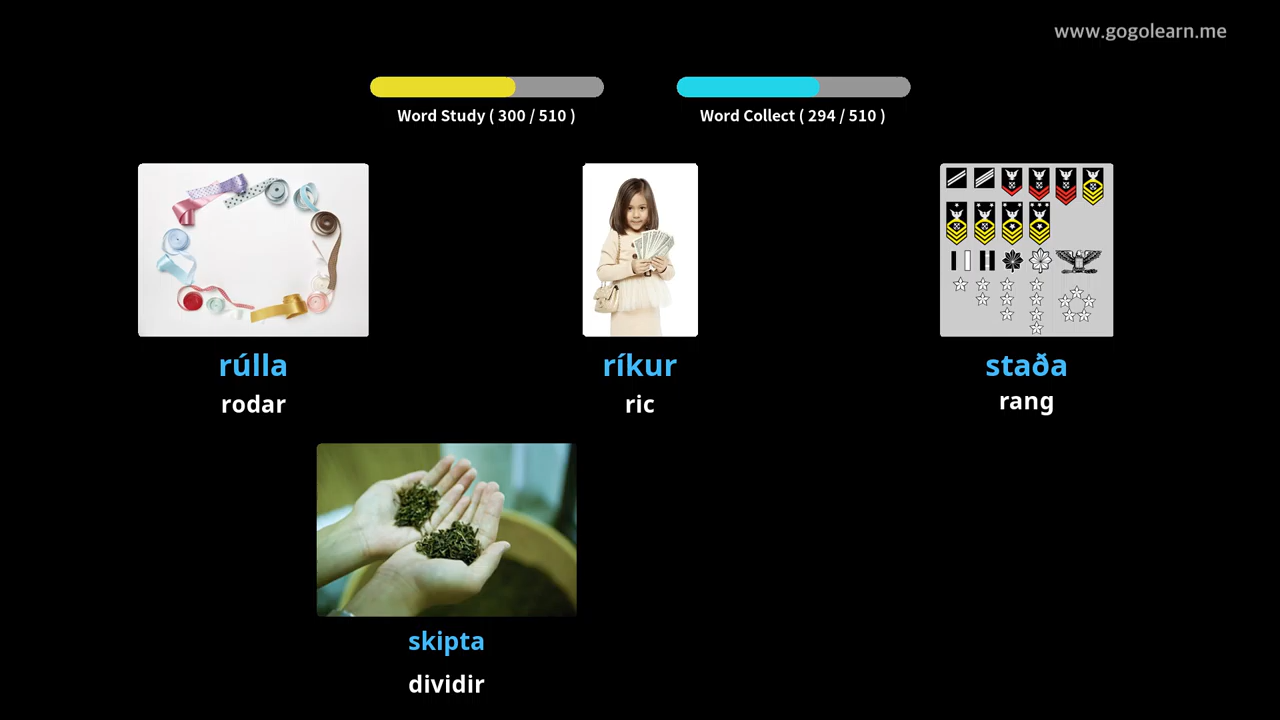 www.gogolearn.me
Word Study ( 300 / 510 )
Word Collect ( 294 / 510 )
rúlla
ríkur
staða
rodar
ric
rang
skipta
dividir